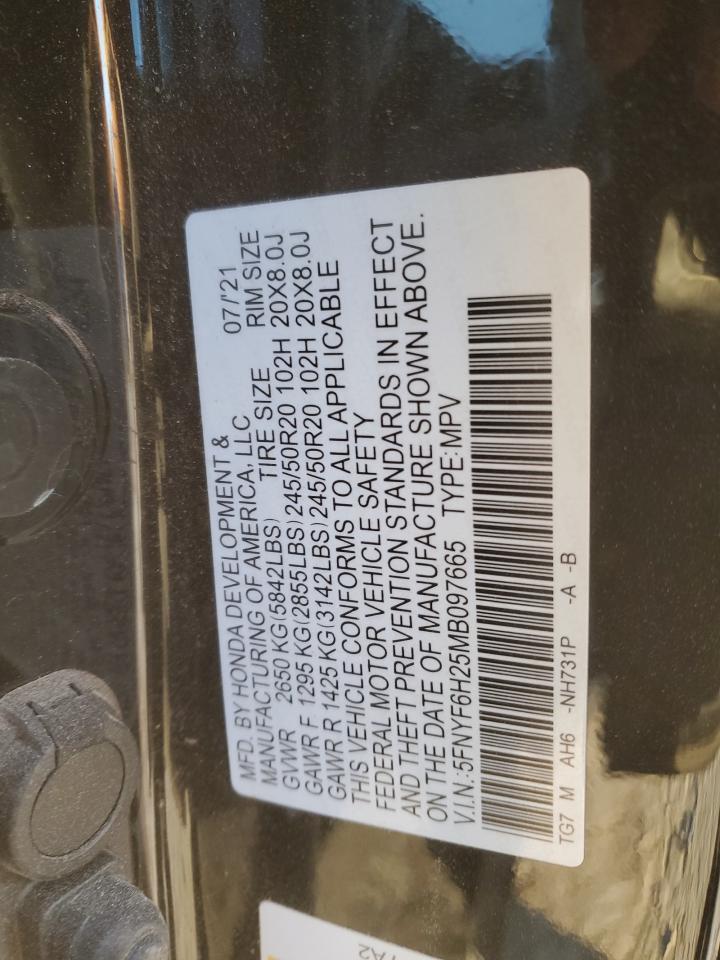 MFD. BY HONDA DEVELOPMENT &
MANUFACTURING OF AMERICA, LLC 07/'21
GVWR 2650 KG(5842LBS) TIRE SIZE RIM SIZE
GAWR F 1295 KG(2855LBS) 245/50R20 102H 20X8.0J
GAWR R 1425 KG(3142LBS) 245/50R20 102H 20X8.0J
THIS VEHICLE CONFORMS TO ALL APPLICABLE
FEDERAL MOTOR VEHICLE SAFETY
AND THEFT PREVENTION STANDARDS IN EFFECT
ON THE DATE OF MANUFACTURE SHOWN ABOVE.
V.I.N.:5FNYF6H25MB097665 TYPE:MPV
TG7 M AH6 -NH731P -A -B